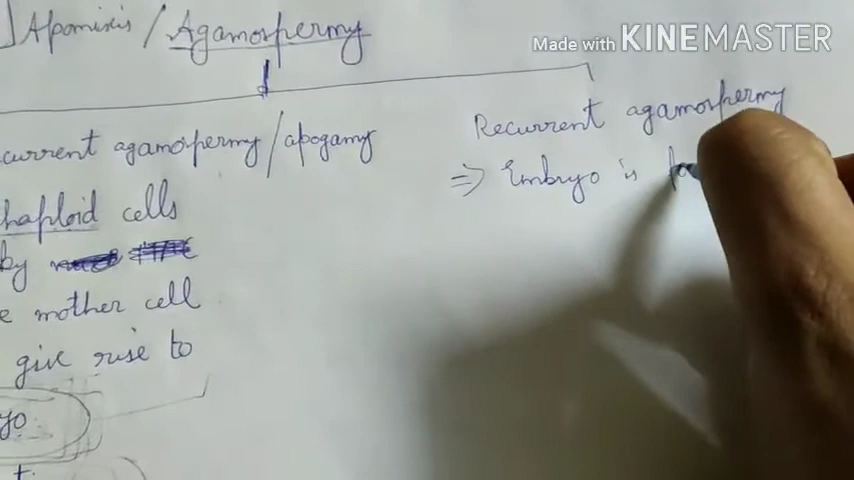 Made with KINEMASTER
Apomixis / Agamospermy
current agamospermy / apogamy
haploid cells
by
e mother cell
give rise to
yo
t.
Recurrent agamospermy
⇒ Embryo is fo